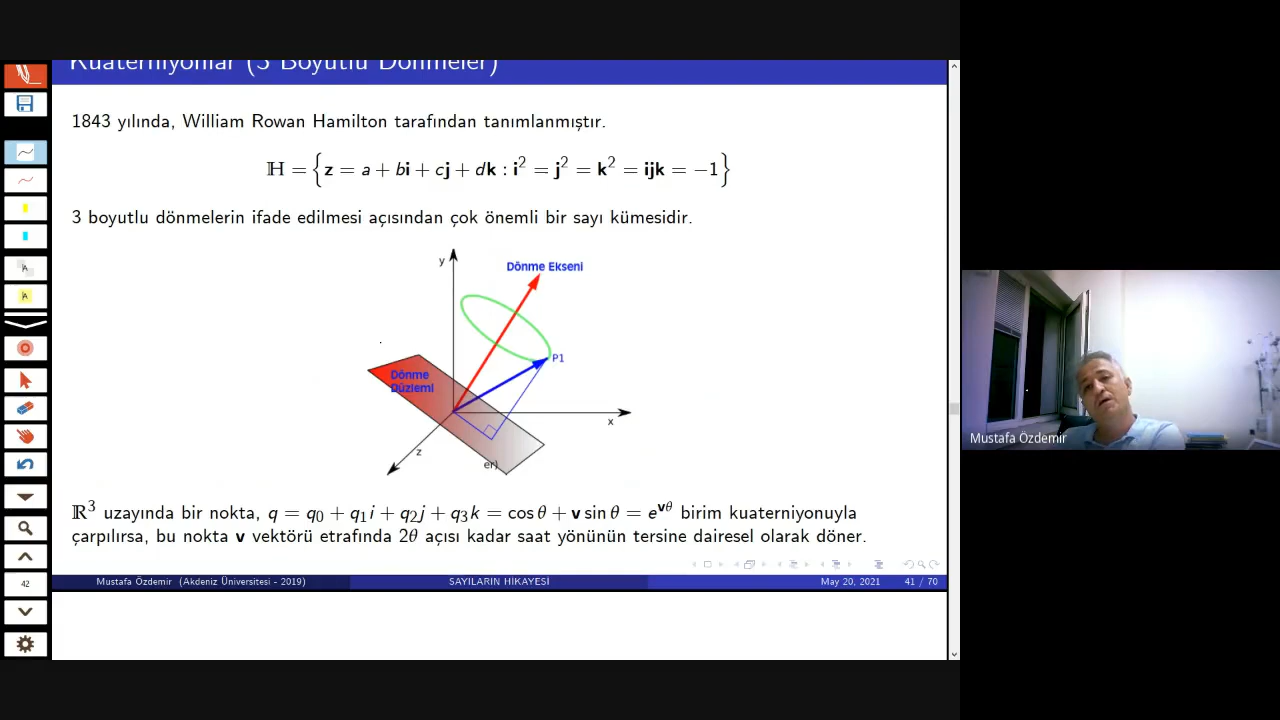 Kuaterniyonlar (3 Boyutlu Dönmeler)
1843 yılında, William Rowan Hamilton tarafından tanımlanmıştır.
ℍ = {z = a + bi + cj + dk : i² = j² = k² = ijk = −1}
3 boyutlu dönmelerin ifade edilmesi açısından çok önemli bir sayı kümesidir.
y
Dönme Ekseni
P1
Dönme
Düzlemi
x
z
er)
ℝ³ uzayında bir nokta, q = q₀ + q₁i + q₂j + q₃k = cos θ + v sin θ = e^{vθ} birim kuaterniyonuyla
çarpılırsa, bu nokta v vektörü etrafında 2θ açısı kadar saat yönünün tersine dairesel olarak döner.
Mustafa Özdemir (Akdeniz Üniversitesi - 2019)
SAYILARIN HİKAYESİ
May 20, 2021
41 / 70
42
Mustafa Özdemir